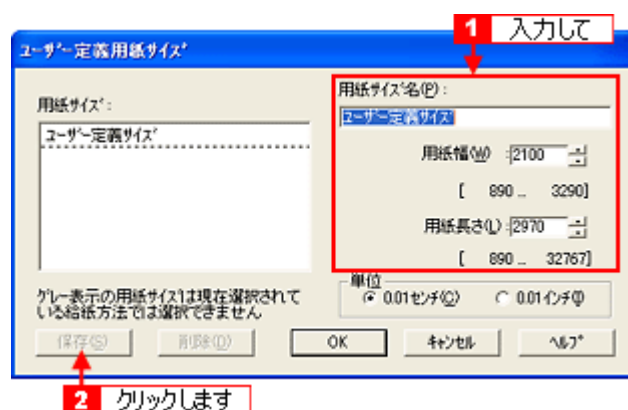 1 入力して
ユーザー定義用紙サイズ
用紙サイズ:
ユーザー定義サイズ
用紙サイズ名(P):
ユーザー定義サイズ
用紙幅(W) :2100
[ 890 .. 3290]
用紙長さ(L):2970
[ 890 .. 32767]
グレー表示の用紙サイズは現在選択されて
いる給紙方法では選択できません
単位
0.01センチ(C) 0.01インチ(I)
保存(S) 削除(D) OK キャンセル ヘルプ
2 クリックします